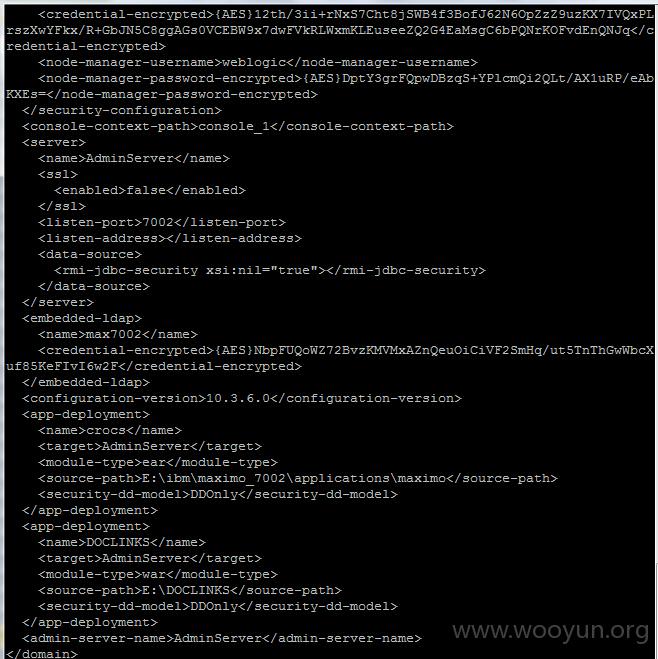 <credential-encrypted>{AES}12th/3ii+rNxS7Cht8jSWB4f3BofJ62N6OpZzZ9uzKX7IVQxPL
rszXwYFkx/R+GbJN5C8ggAGs0VCEBW9x7dwFVkRLWxmKLEuseeZQ2G4EaMsgC6bPQNrKOFvdEnQNJq</c
redential-encrypted>
<node-manager-username>weblogic</node-manager-username>
<node-manager-password-encrypted>{AES}DptY3grFQpwDBzqS+YPlcmQi2QLt/AX1uRP/eAb
KXEs=</node-manager-password-encrypted>
</security-configuration>
<console-context-path>console_1</console-context-path>
<server>
<name>AdminServer</name>
<ssl>
<enabled>false</enabled>
</ssl>
<listen-port>7002</listen-port>
<listen-address></listen-address>
<data-source>
<rmi-jdbc-security xsi:nil="true"></rmi-jdbc-security>
</data-source>
</server>
<embedded-ldap>
<name>max7002</name>
<credential-encrypted>{AES}NbpFUQoWZ72BvzKMVMxAZnQeuOiCiVF2SmHq/ut5TnThGwWbcX
uf85KeFIvI6w2F</credential-encrypted>
</embedded-ldap>
<configuration-version>10.3.6.0</configuration-version>
<app-deployment>
<name>crocs</name>
<target>AdminServer</target>
<module-type>ear</module-type>
<source-path>E:\ibm\maximo_7002\applications\maximo</source-path>
<security-dd-model>DDOnly</security-dd-model>
</app-deployment>
<app-deployment>
<name>DOCLINKS</name>
<target>AdminServer</target>
<module-type>war</module-type>
<source-path>E:\DOCLINKS</source-path>
<security-dd-model>DDOnly</security-dd-model>
</app-deployment>
<admin-server-name>AdminServer</admin-server-name>
</domain>
www.wooyun.org